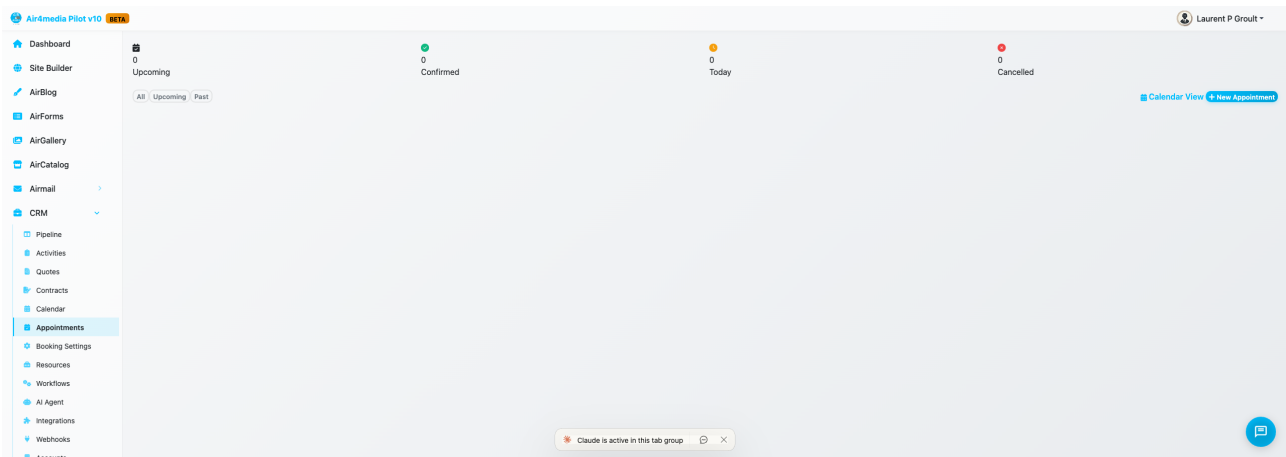 Air4media Pilot v10 BETA
Laurent P Groult
Dashboard
Site Builder
AirBlog
AirForms
AirGallery
AirCatalog
Airmail
CRM
Pipeline
Activities
Quotes
Contracts
Calendar
Appointments
Booking Settings
Resources
Workflows
AI Agent
Integrations
Webhooks
0
Upcoming
0
Confirmed
0
Today
0
Cancelled
All Upcoming Past
Calendar View + New Appointment
Claude is active in this tab group